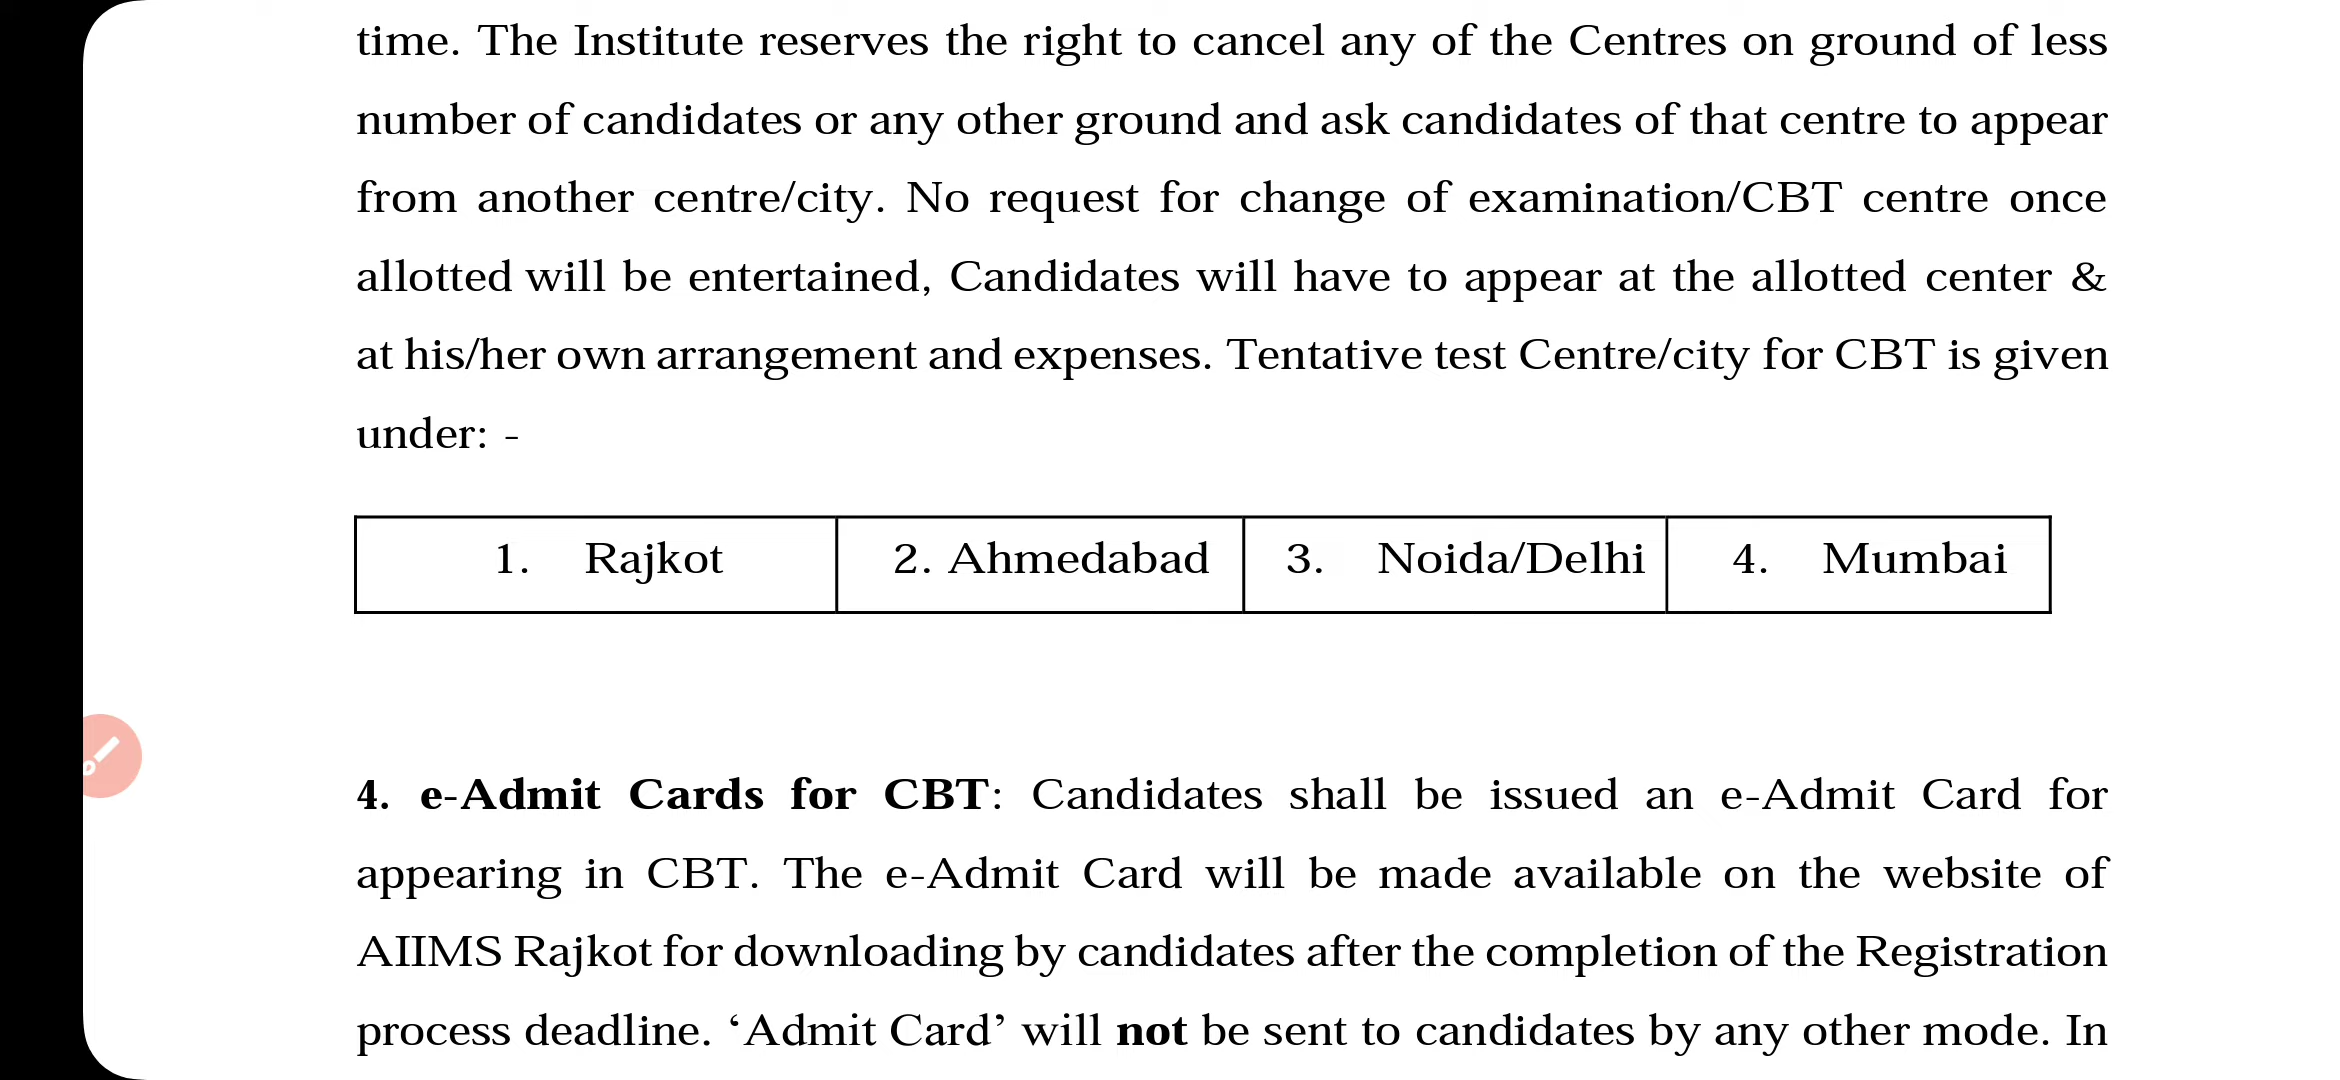 time. The Institute reserves the right to cancel any of the Centres on ground of less
number of candidates or any other ground and ask candidates of that centre to appear
from another centre/city. No request for change of examination/CBT centre once
allotted will be entertained, Candidates will have to appear at the allotted center &
at his/her own arrangement and expenses. Tentative test Centre/city for CBT is given
under: -
1. Rajkot 2. Ahmedabad 3. Noida/Delhi 4. Mumbai
4. e-Admit Cards for CBT: Candidates shall be issued an e-Admit Card for
appearing in CBT. The e-Admit Card will be made available on the website of
AIIMS Rajkot for downloading by candidates after the completion of the Registration
process deadline. ‘Admit Card’ will not be sent to candidates by any other mode. In